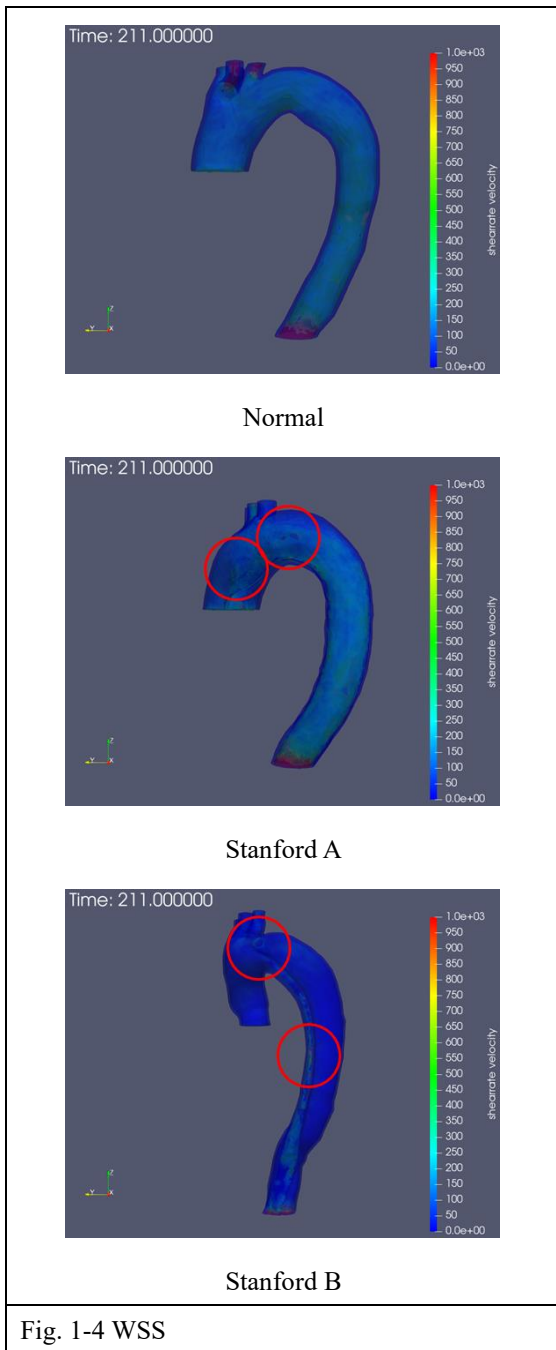 Time: 211.000000
1.0e+03
950
900
850
800
750
700
650
600
550
500
450
400
350
300
250
200
150
100
50
0.0e+00
shearrate velocity
Z
Y
X
Normal
Time: 211.000000
1.0e+03
950
900
850
800
750
700
650
600
550
500
450
400
350
300
250
200
150
100
50
0.0e+00
shearrate velocity
Z
Y
X
Stanford A
Time: 211.000000
1.0e+03
950
900
850
800
750
700
650
600
550
500
450
400
350
300
250
200
150
100
50
0.0e+00
shearrate velocity
Z
Y
X
Stanford B
Fig. 1-4 WSS